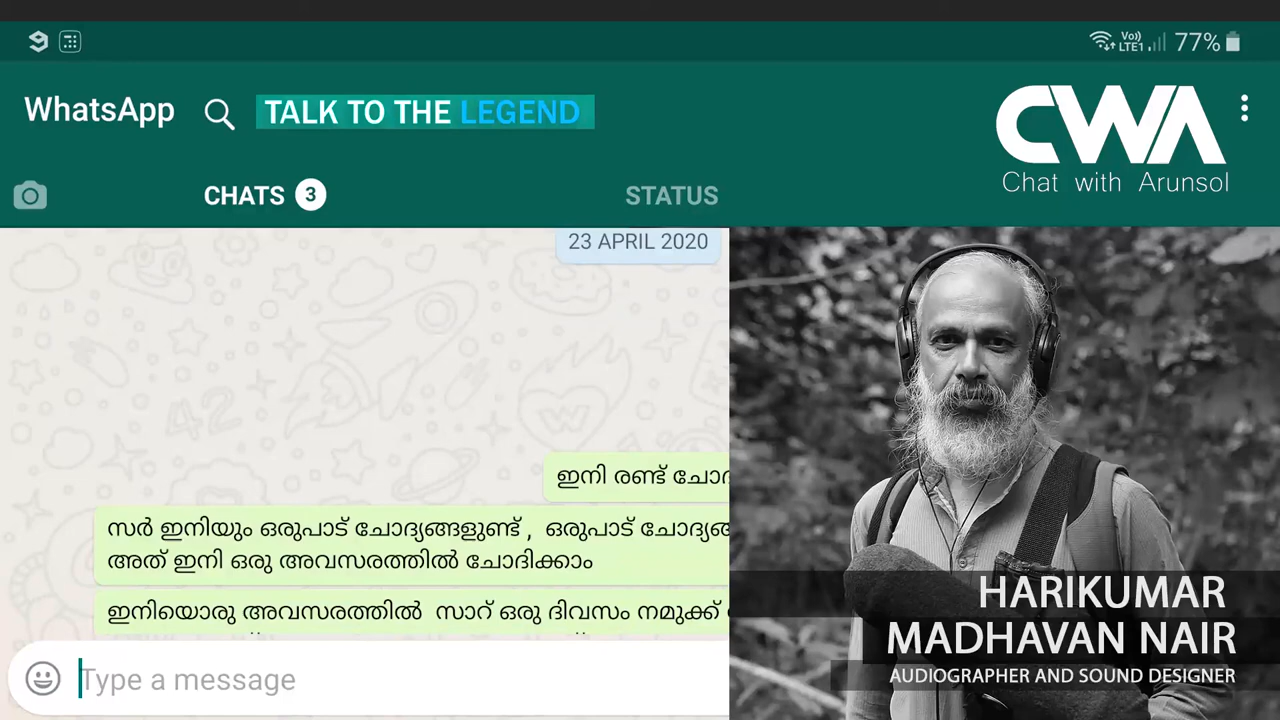 Vo)
LTE1
77%
WhatsApp
TALK TO THE LEGEND
CWA
Chat with Arunsol
CHATS 3
STATUS
23 APRIL 2020
ഇനി രണ്ട്
സർ ഇനിയും ഒരുപാട് ചോദ്യങ്ങളുണ്ട് , ഒരുപാട്
അത് ഇനി ഒരു അവസരത്തിൽ ചോദിക്കാം
ഇനിയൊരു അവസരത്തിൽ സാറ് ഒരു ദിവസം നമുക്ക്
Type a message
HARIKUMAR
MADHAVAN NAIR
AUDIOGRAPHER AND SOUND DESIGNER